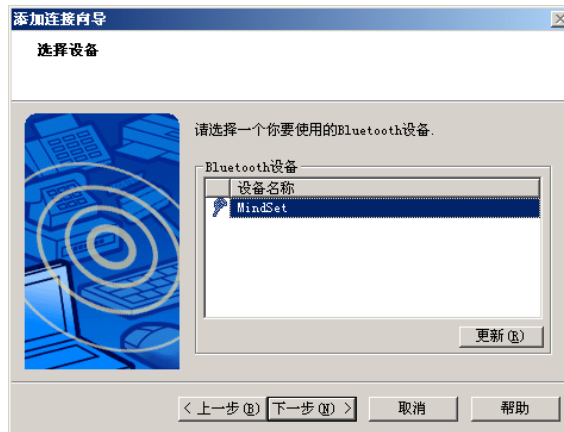 添加连接向导
选择设备
请选择一个你要使用的Bluetooth设备.
Bluetooth设备
设备名称
MindSet
更新(R)
< 上一步(B) 下一步(N) > 取消 帮助